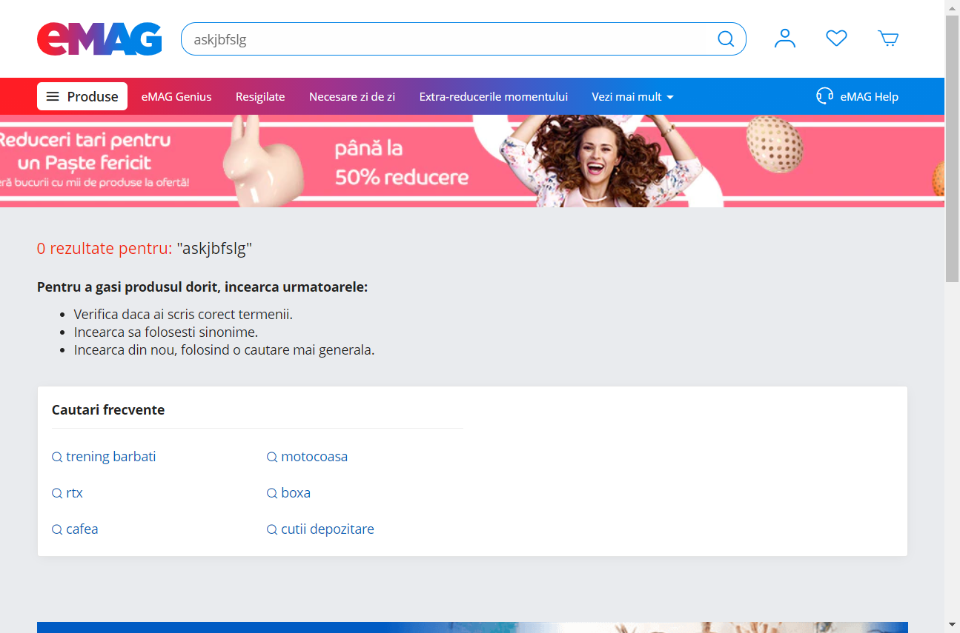 eMAG
askjbfslg
Produse
eMAG Genius
Resigilate
Necesare zi de zi
Extra-reducerile momentului
Vezi mai mult
eMAG Help
Reduceri tari pentru
un Paște fericit
bucurii cu mii de produse la ofertă!
până la
50% reducere
0 rezultate pentru: "askjbfslg"
Pentru a gasi produsul dorit, incearca urmatoarele:
• Verifica daca ai scris corect termenii.
• Incearca sa folosesti sinonime.
• Incearca din nou, folosind o cautare mai generala.
Cautari frecvente
trening barbati
motocoasa
rtx
boxa
cafea
cutii depozitare